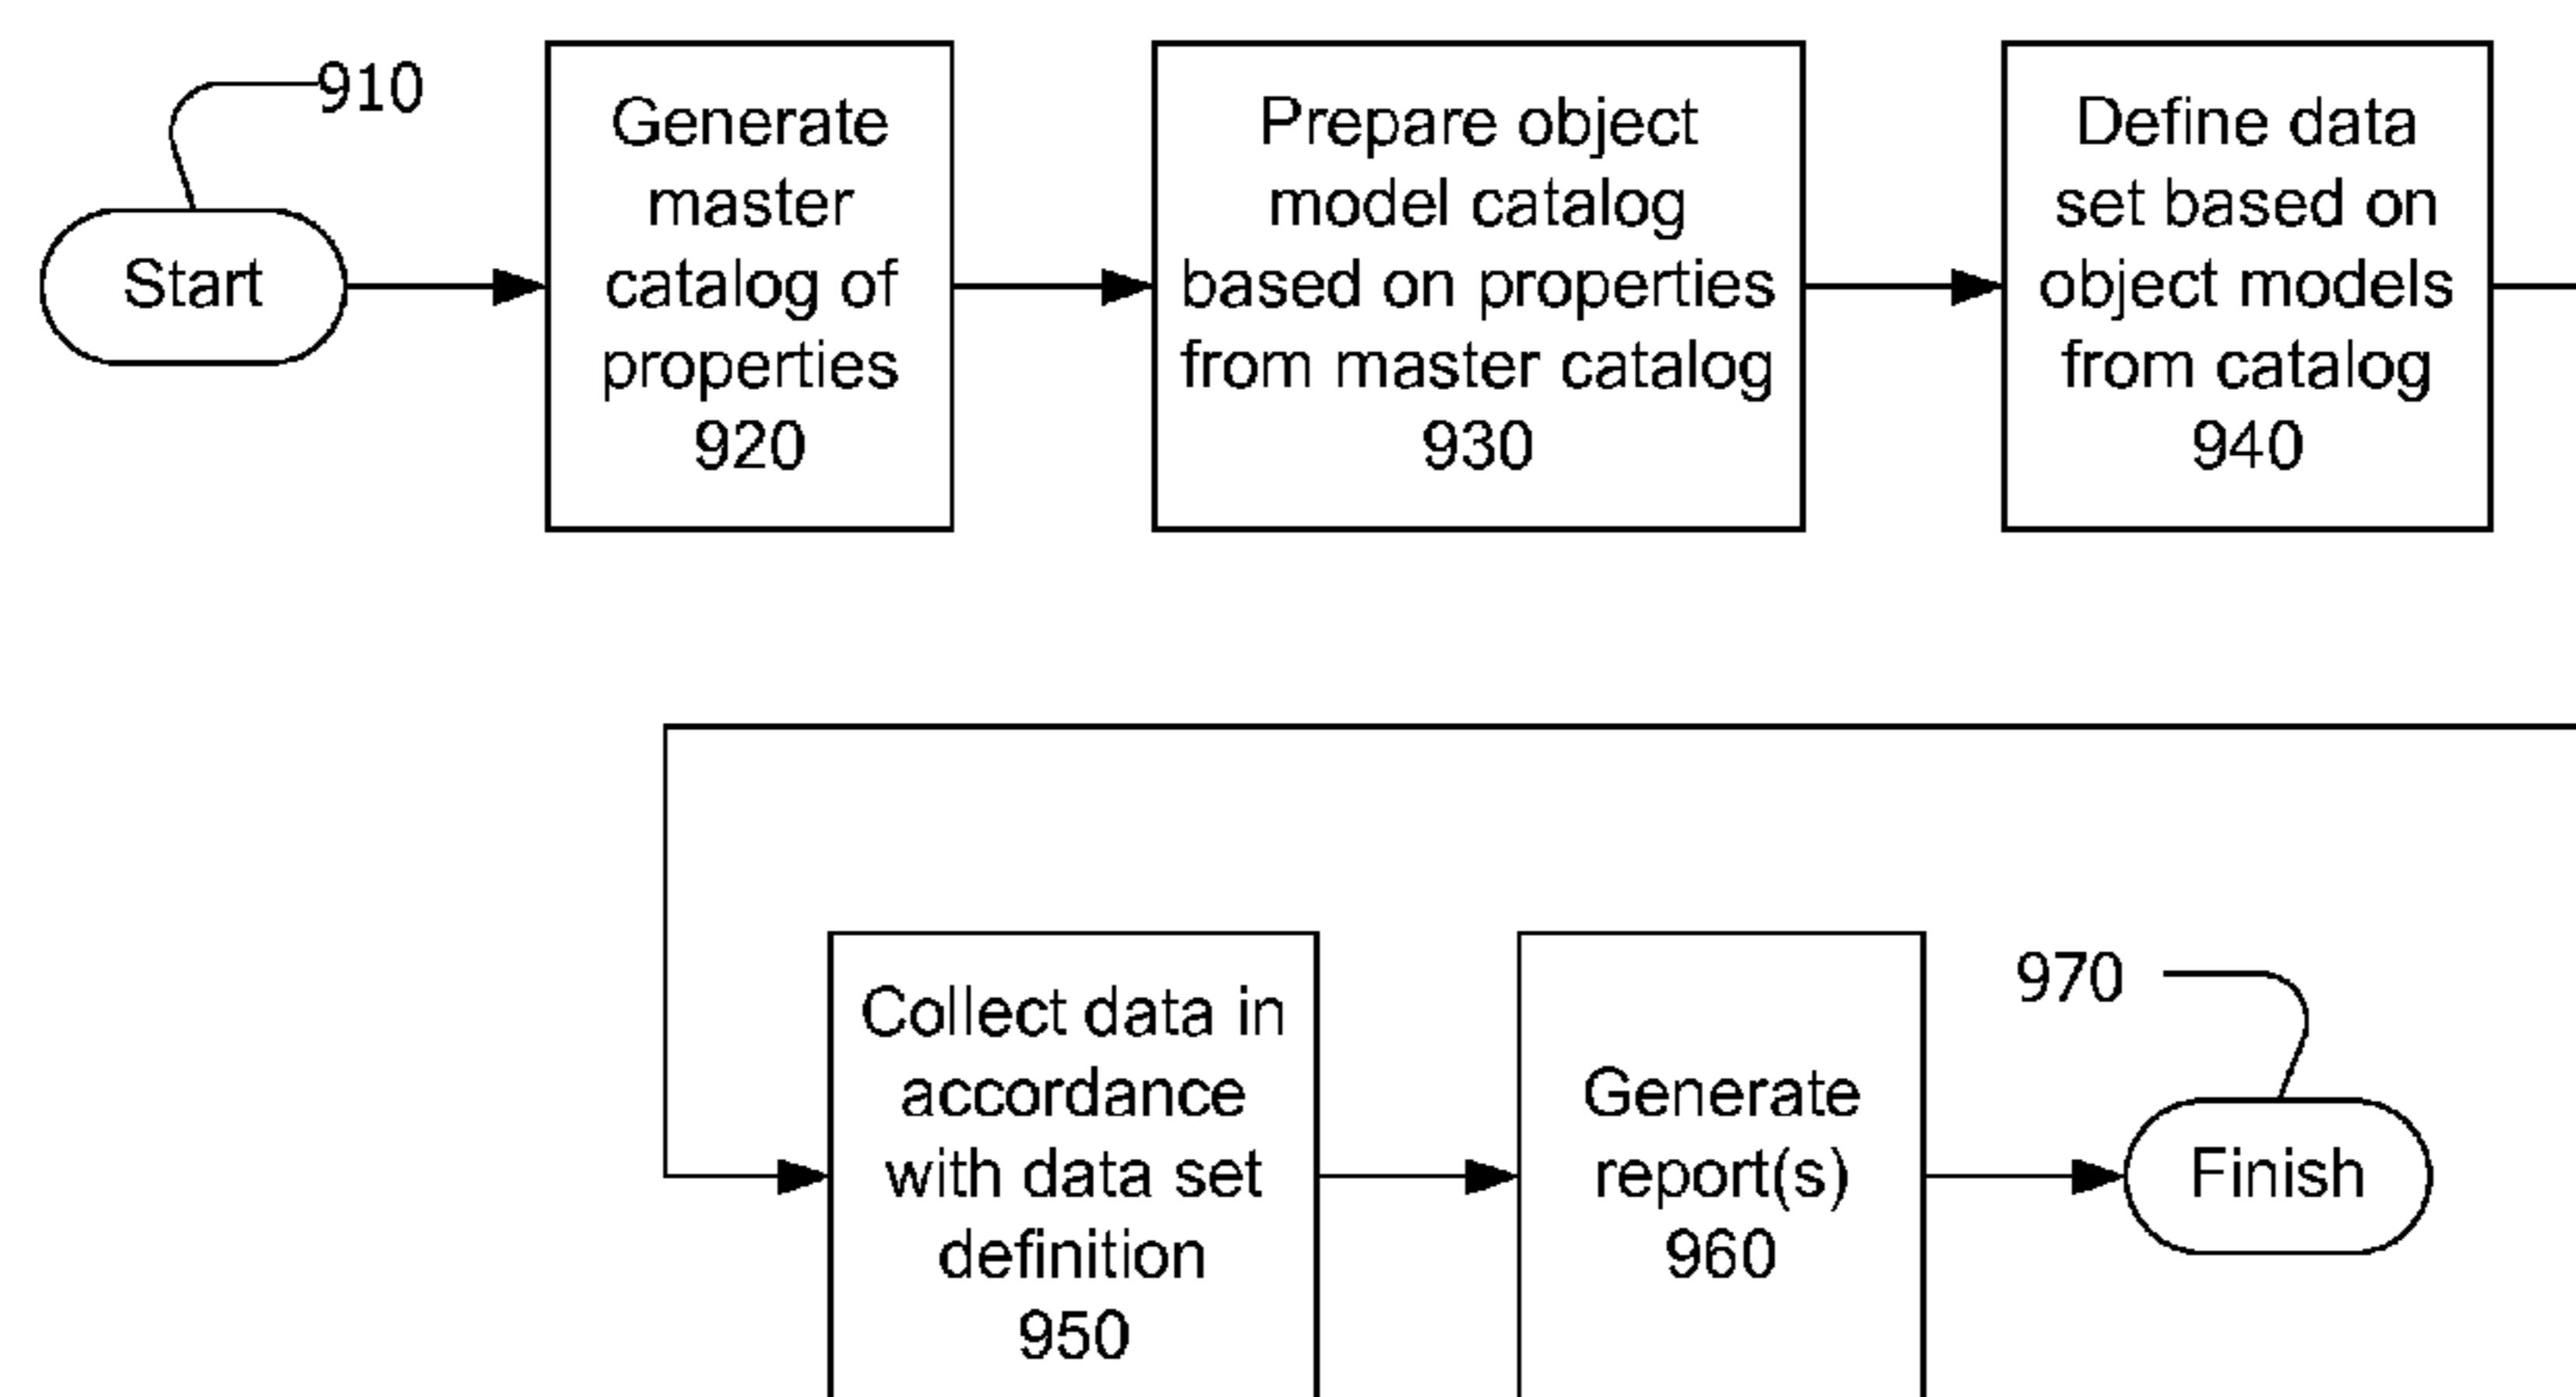 910
Start
Generate
master
catalog of
properties
920
Prepare object
model catalog
based on properties
from master catalog
930
Define data
set based on
object models
from catalog
940
Collect data in
accordance
with data set
definition
950
Generate
report(s)
960
970
Finish